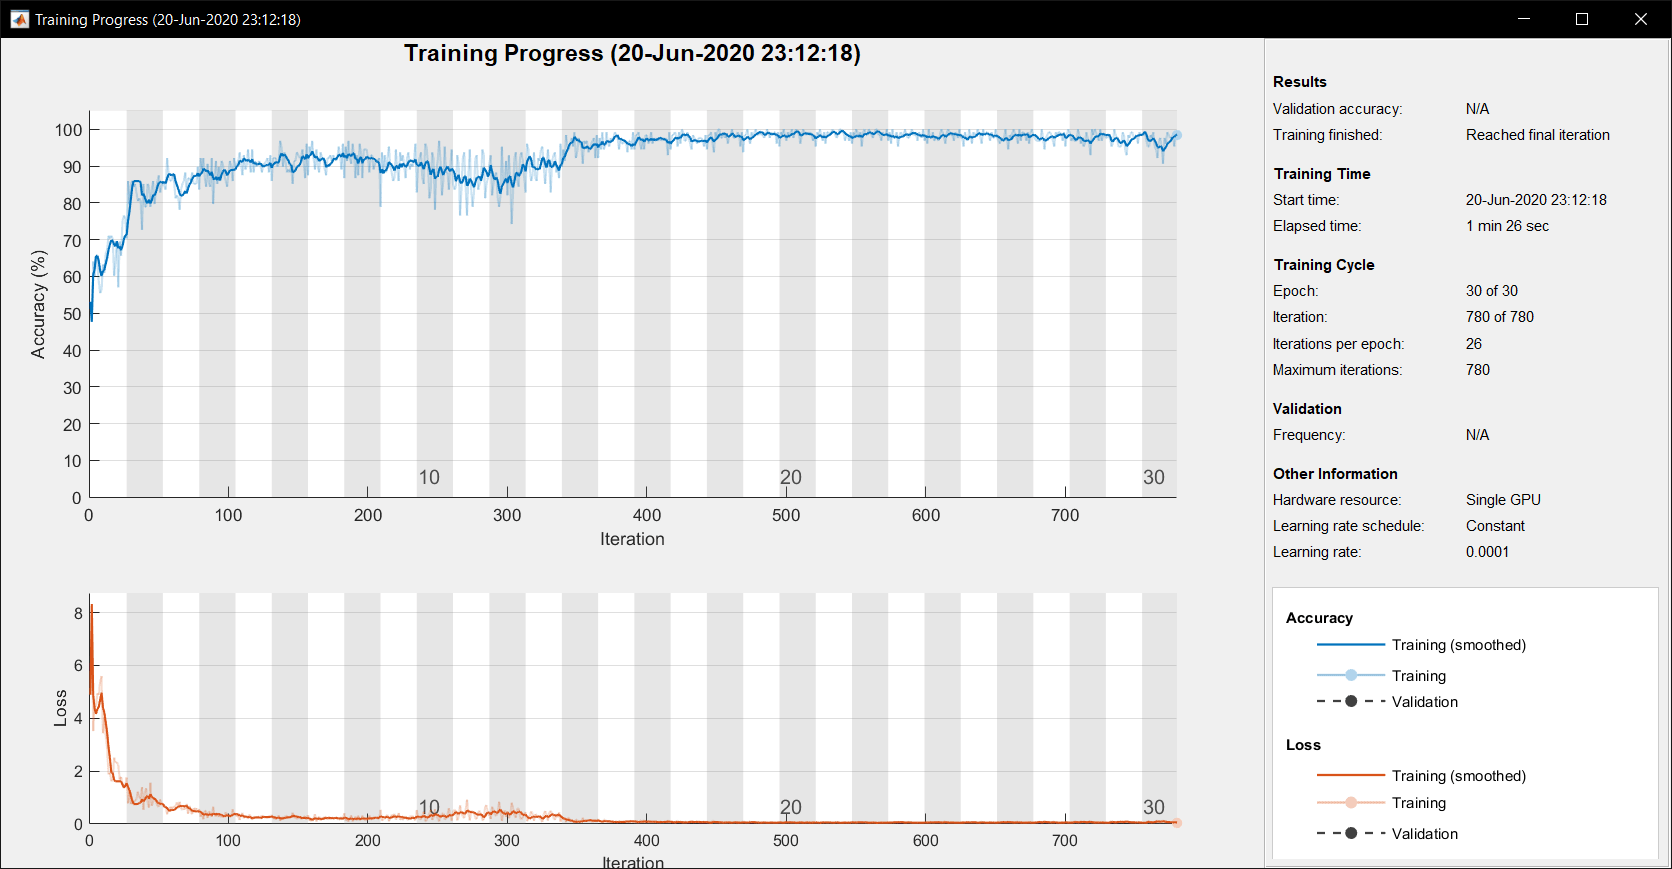 Training Progress (20-Jun-2020 23:12:18)
Training Progress (20-Jun-2020 23:12:18)
Accuracy (%)
100
90
80
70
60
50
40
30
20
10
0
10 20 30
0 100 200 300 400 500 600 700
Iteration
Loss
8
6
4
2
0
10 20 30
0 100 200 300 400 500 600 700
Iteration
Results
Validation accuracy: N/A
Training finished: Reached final iteration
Training Time
Start time: 20-Jun-2020 23:12:18
Elapsed time: 1 min 26 sec
Training Cycle
Epoch: 30 of 30
Iteration: 780 of 780
Iterations per epoch: 26
Maximum iterations: 780
Validation
Frequency: N/A
Other Information
Hardware resource: Single GPU
Learning rate schedule: Constant
Learning rate: 0.0001
Accuracy
Training (smoothed)
Training
Validation
Loss
Training (smoothed)
Training
Validation